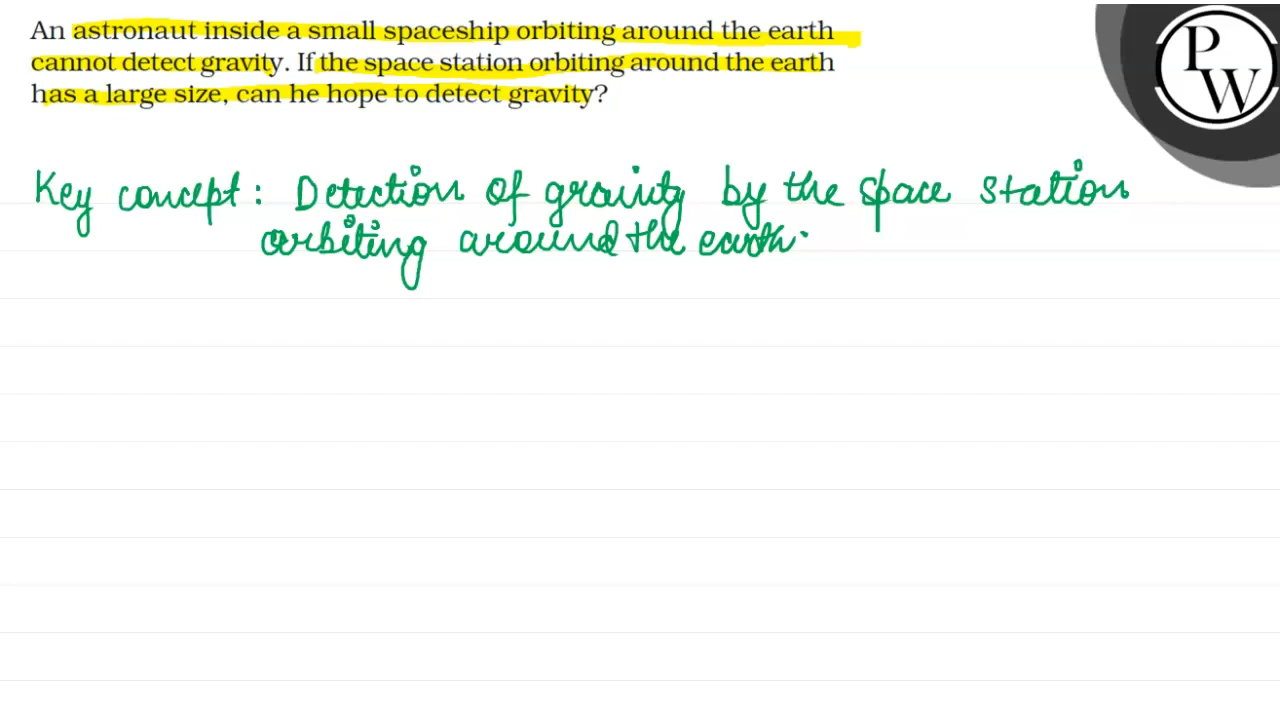 An astronaut inside a small spaceship orbiting around the earth
cannot detect gravity. If the space station orbiting around the earth
has a large size, can he hope to detect gravity?
PW
Key concept: Detection of gravity by the space station
orbiting around the earth.